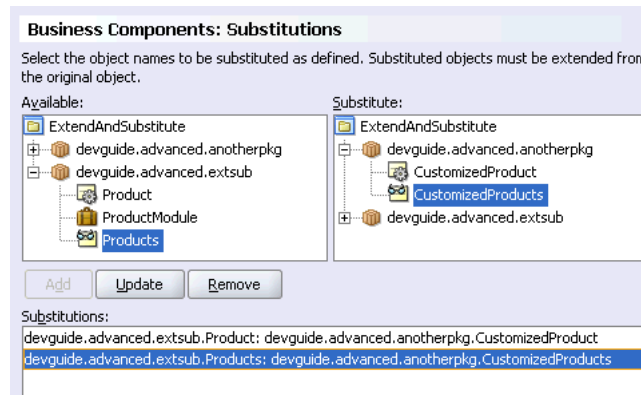 Business Components: Substitutions
Select the object names to be substituted as defined. Substituted objects must be extended from
the original object.
Available:
Substitute:
ExtendAndSubstitute
devguide.advanced.anotherpkg
devguide.advanced.extsub
Product
ProductModule
Products
ExtendAndSubstitute
devguide.advanced.anotherpkg
CustomizedProduct
CustomizedProducts
devguide.advanced.extsub
Add
Update
Remove
Substitutions:
devguide.advanced.extsub.Product: devguide.advanced.anotherpkg.CustomizedProduct
devguide.advanced.extsub.Products: devguide.advanced.anotherpkg.CustomizedProducts